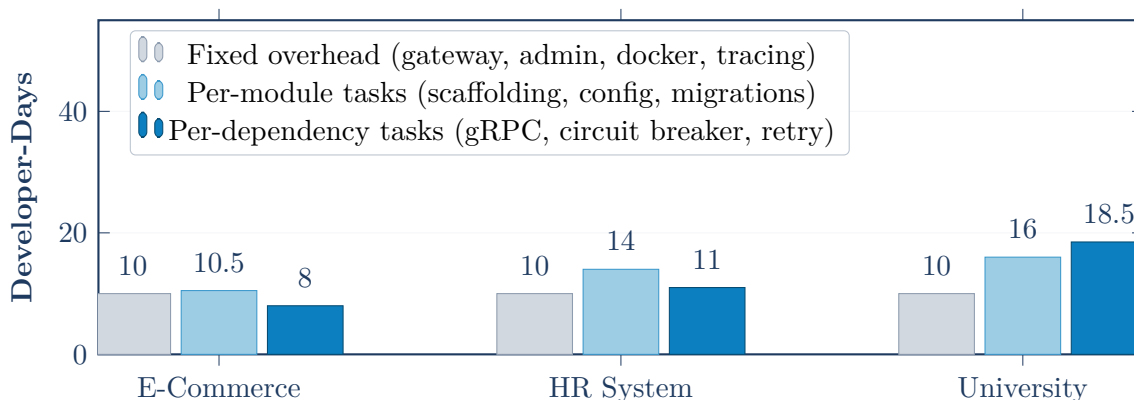 Fixed overhead (gateway, admin, docker, tracing)
Per-module tasks (scaffolding, config, migrations)
Per-dependency tasks (gRPC, circuit breaker, retry)
Developer-Days
40
20
0
10
10.5
8
10
14
11
10
16
18.5
E-Commerce
HR System
University